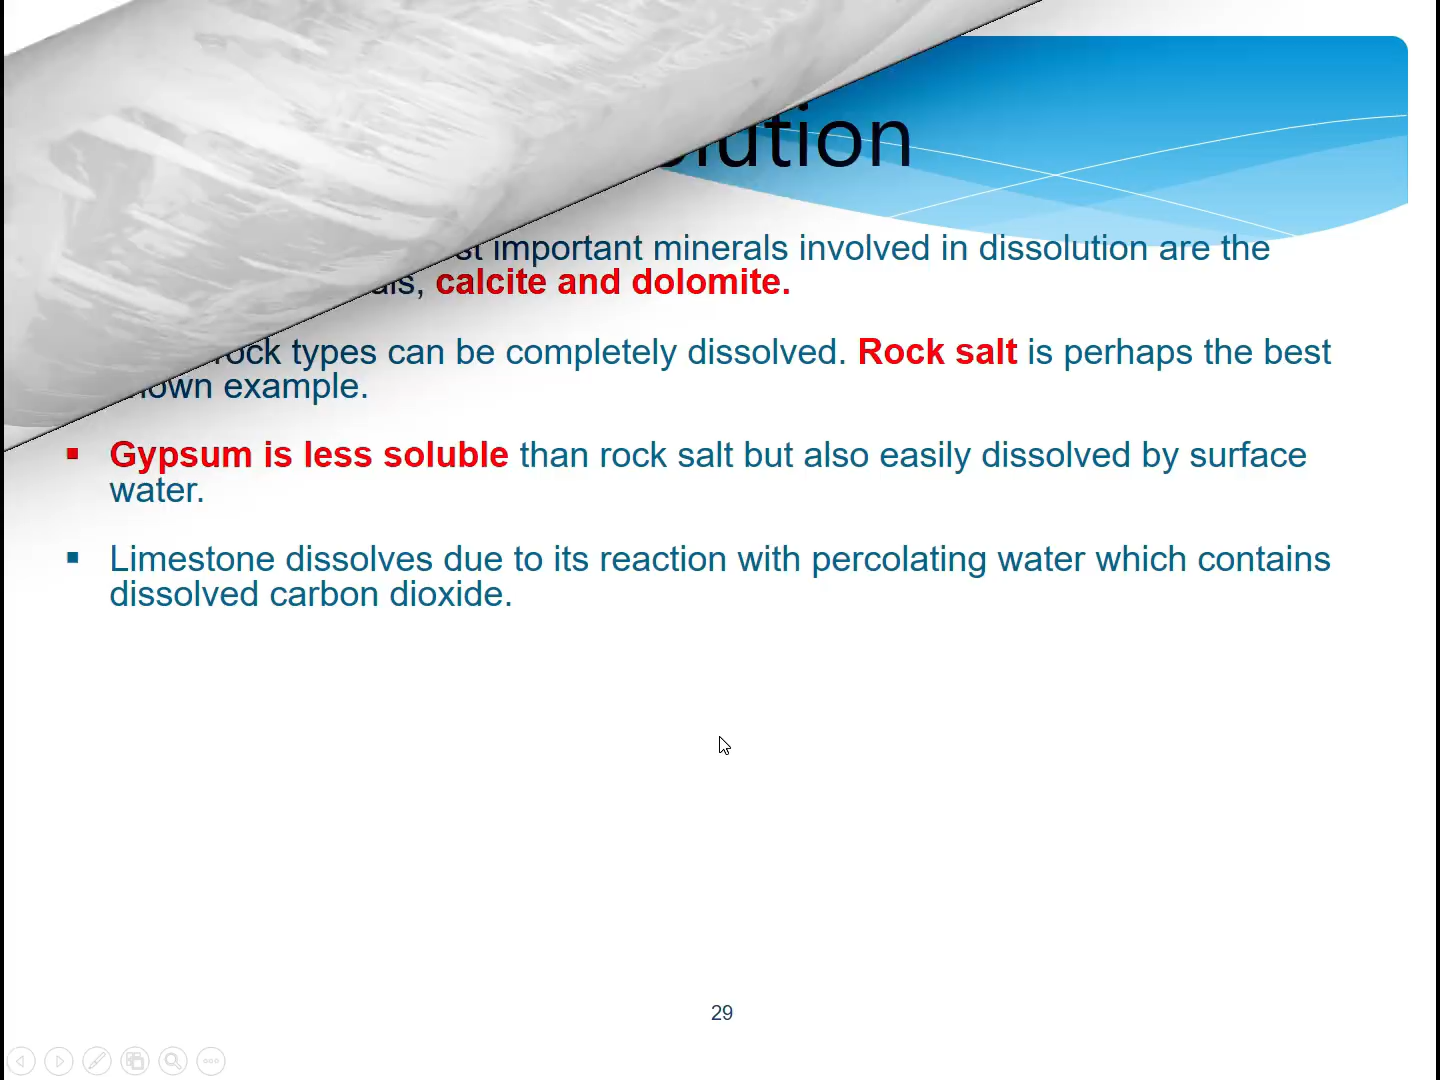 important minerals involved in dissolution are the
calcite and dolomite.
types can be completely dissolved. Rock salt is perhaps the best
example.
▪ Gypsum is less soluble than rock salt but also easily dissolved by surface
water.
▪ Limestone dissolves due to its reaction with percolating water which contains
dissolved carbon dioxide.
29